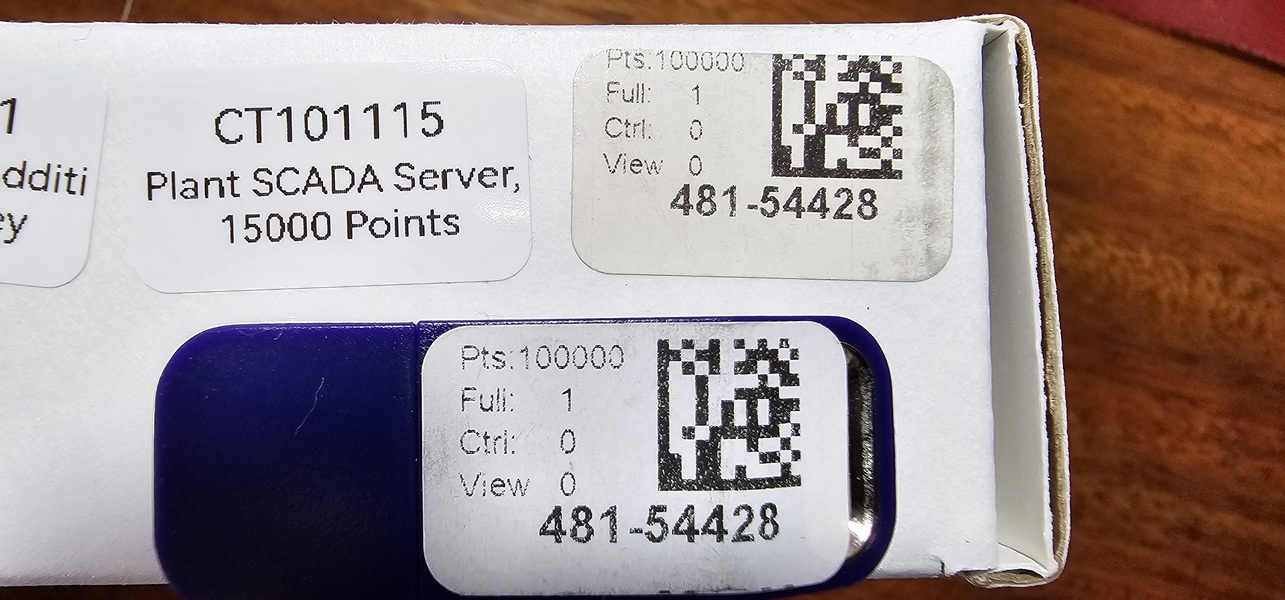 1
dditi
ey
CT101115
Plant SCADA Server,
15000 Points
Pts:100000
Full: 1
Ctrl: 0
View 0
481-54428
Pts:100000
Full: 1
Ctrl: 0
View 0
481-54428